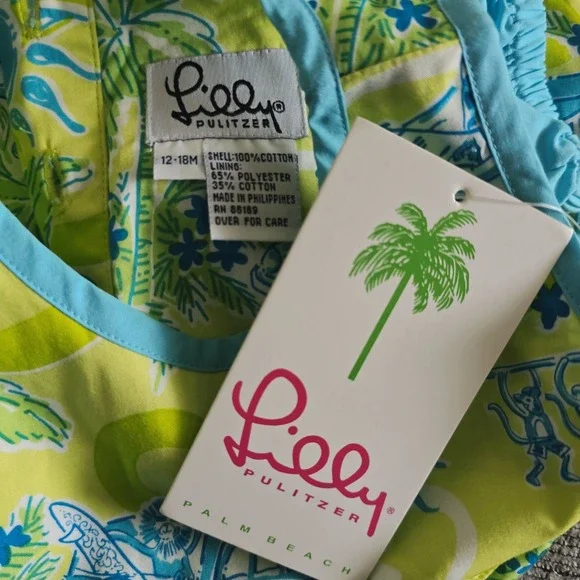 Lilly®
PULITZER
12-18M
SHELL:100%COTTON
LINING:
65% POLYESTER
35% COTTON
MADE IN PHILIPPINES
RN 86169
OVER FOR CARE
Lilly®
PULITZER
PALM BEACH